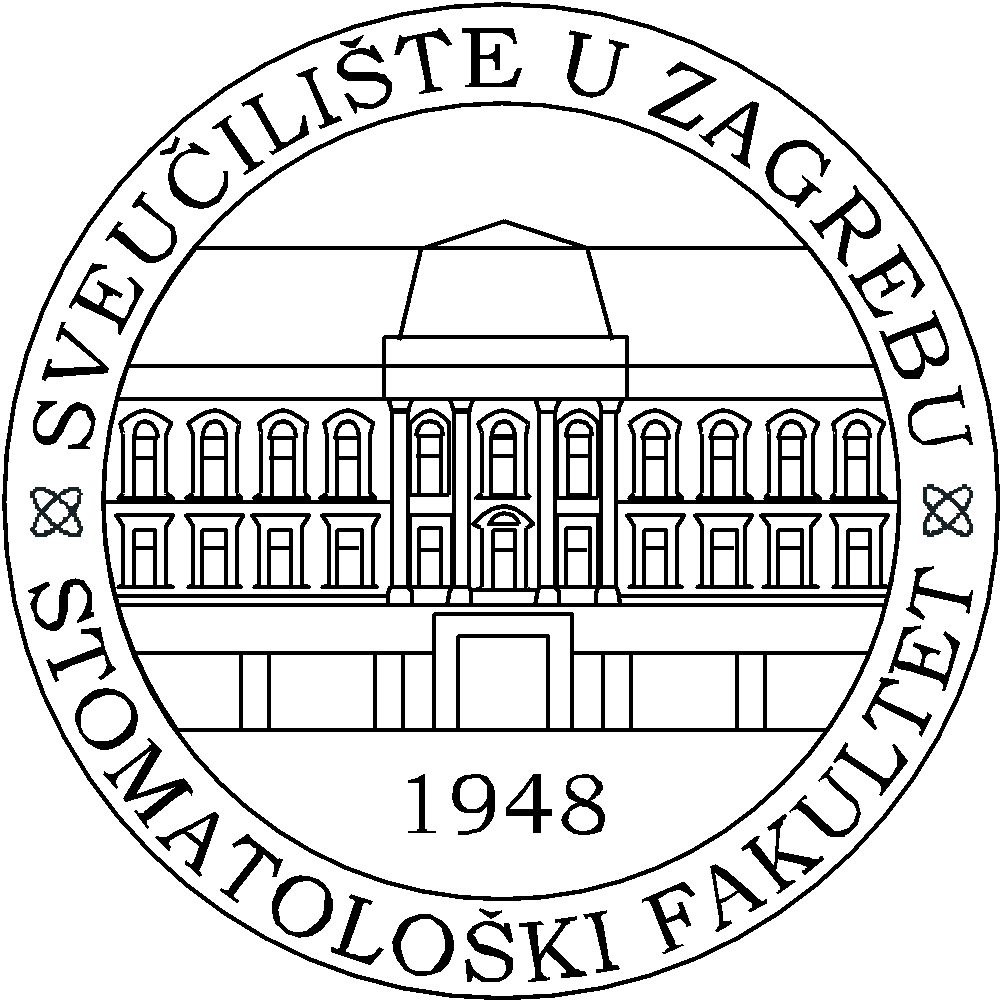 SVEUČILIŠTE U ZAGREBU
STOMATOLOŠKI FAKULTET
1948